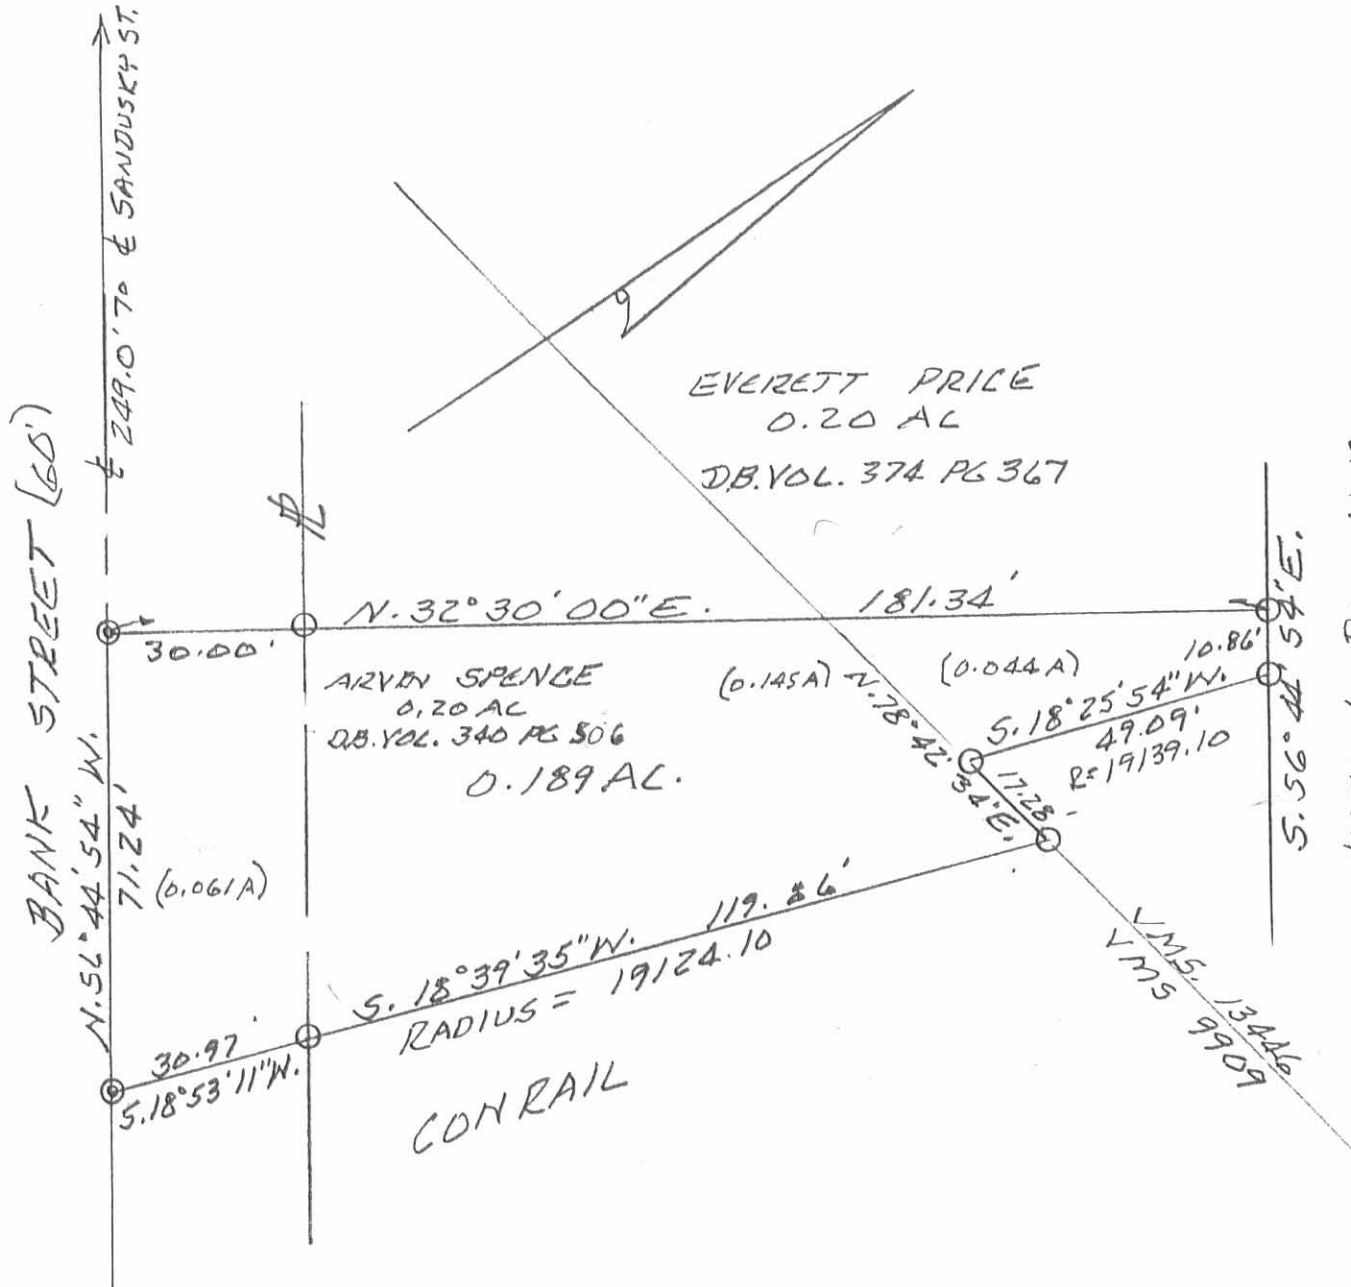 249.0' TO ℄ SANDUSKY ST.
℄
BANK STREET (60')
EVERETT PRICE
0.20 AC
D.B. VOL. 374 PG 367
℄
N. 32° 30' 00" E. 181.34'
30.00'
ARVIN SPENCE
0.20 AC
D.B. VOL. 340 PG 506
0.189 AC.
(0.145A)
(0.044A)
10.86'
S. 18° 25' 54" W.
49.09'
R=19139.10
N. 78° 42' 34" E.
17.28
S. 56° 44' 54" E.
N. 56° 44' 54" W.
71.24'
(0.061A)
S. 18° 39' 35" W.
RADIUS = 19124.10
30.97'
S. 18° 53' 11" W.
CONRAIL
VMS. 13446
VMS 9909